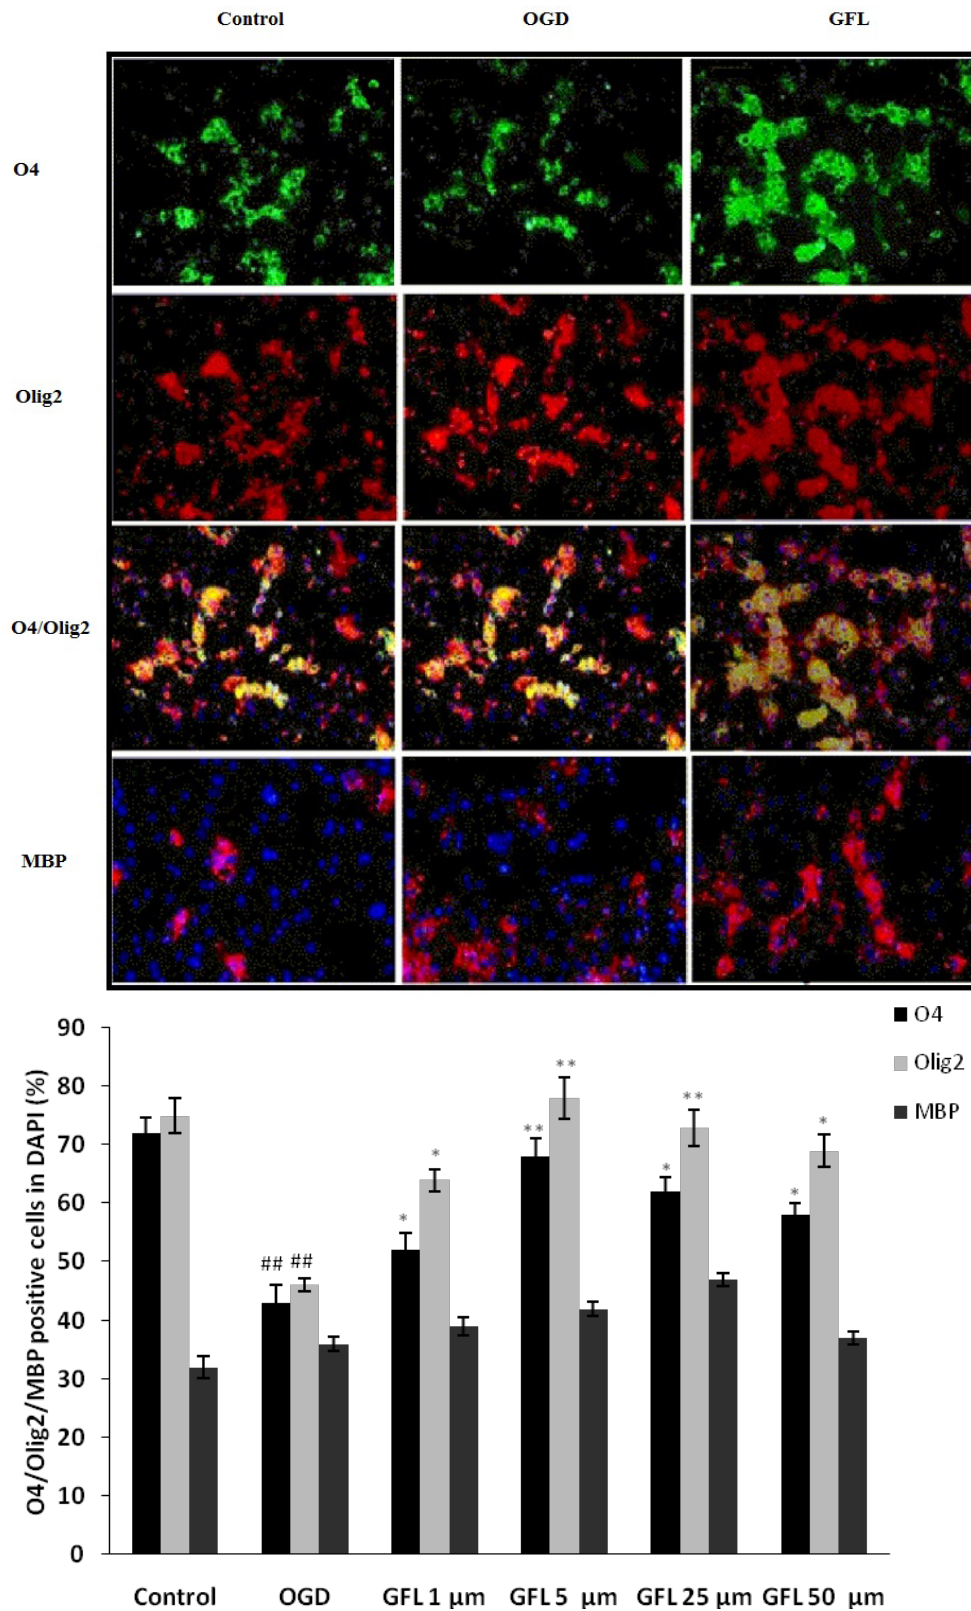 Control OGD GFL
O4
Olig2
O4/Olig2
MBP
O4/Olig2/MBP positive cells in DAPI (%)
90
80
70
60
50
40
30
20
10
0
O4
Olig2
MBP
## ##
* *
** **
* **
* *
Control OGD GFL 1 μm GFL 5 μm GFL 25 μm GFL 50 μm